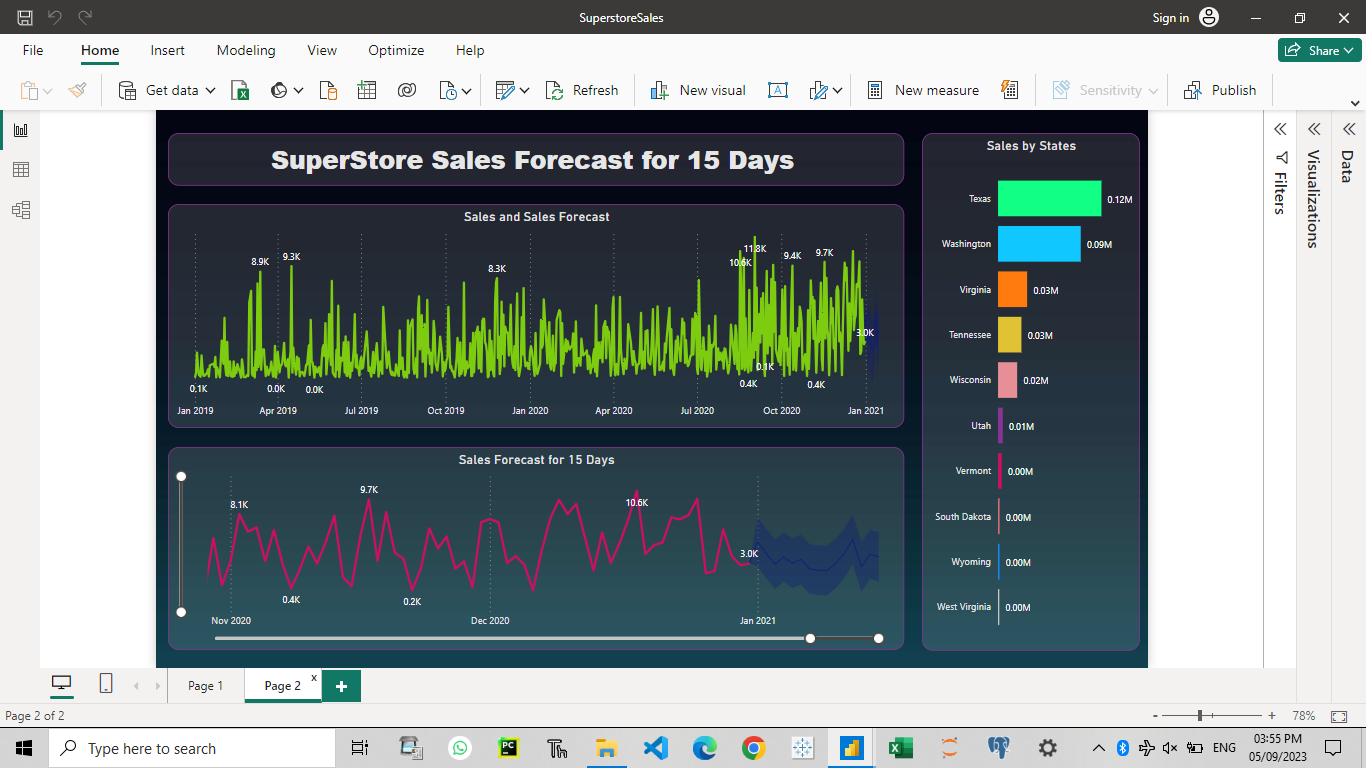 SuperstoreSales
Sign in
File Home Insert Modeling View Optimize Help
Share
Get data
Refresh
New visual
New measure
Sensitivity
Publish
SuperStore Sales Forecast for 15 Days
Sales and Sales Forecast
11.8K
8.9K 9.3K 8.3K 10.6K 9.4K 9.7K
3.0K
0.1K
0.1K 0.0K 0.0K 0.4K 0.4K
Jan 2019 Apr 2019 Jul 2019 Oct 2019 Jan 2020 Apr 2020 Jul 2020 Oct 2020 Jan 2021
Sales Forecast for 15 Days
9.7K
8.1K 10.6K
3.0K
0.4K 0.2K
Nov 2020 Dec 2020 Jan 2021
Sales by States
Texas 0.12M
Washington 0.09M
Virginia 0.03M
Tennessee 0.03M
Wisconsin 0.02M
Utah 0.01M
Vermont 0.00M
South Dakota 0.00M
Wyoming 0.00M
West Virginia 0.00M
Filters
Visualizations
Data
Page 1
Page 2 x
+
Page 2 of 2
- + 78%
Type here to search
PC
ENG
03:55 PM
05/09/2023